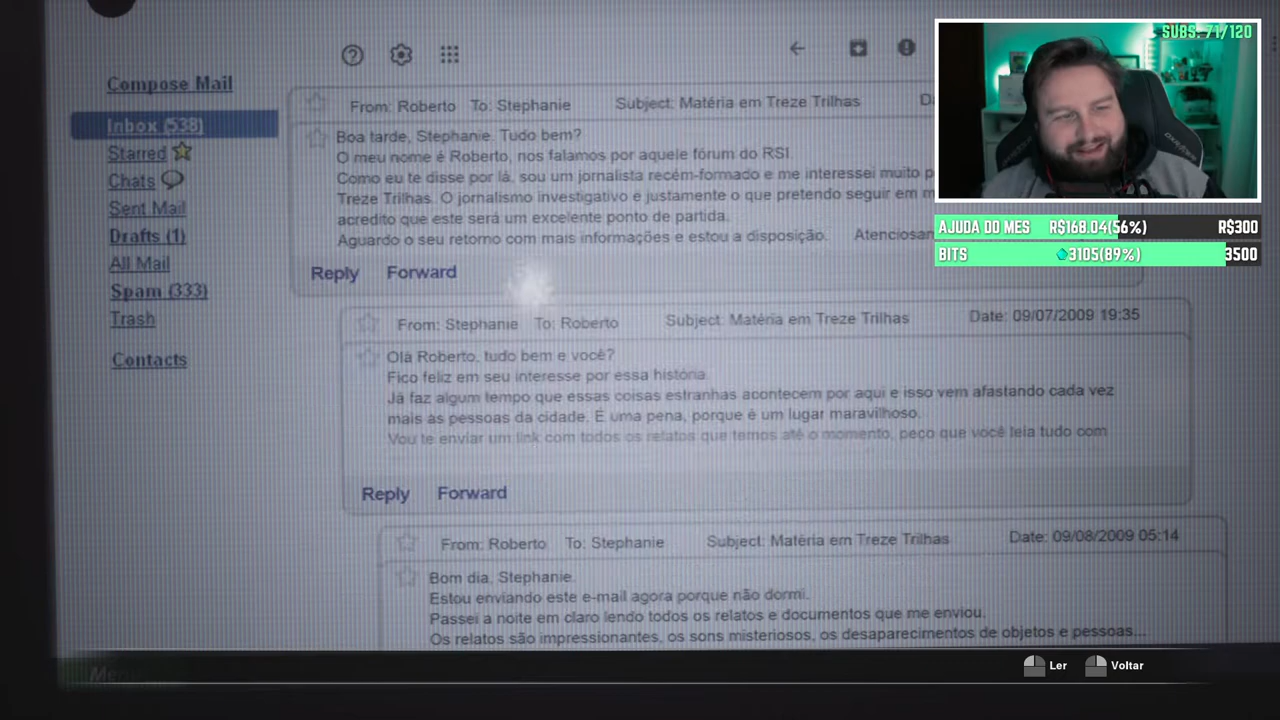 SUBS: 71/120
Compose Mail
Inbox (538)
Starred
Chats
Sent Mail
Drafts (1)
All Mail
Spam (333)
Trash
Contacts
From: Roberto To: Stephanie Subject: Matéria em Treze Trilhas
Boa tarde, Stephanie. Tudo bem?
O meu nome é Roberto, nos falamos por aquele fórum do RS1.
Como eu te disse por lá, sou um jornalista recém-formado e me interessei muito
Treze Trilhas. O jornalismo investigativo é justamente o que pretendo seguir em
acredito que este será um excelente ponto de partida.
Aguardo o seu retorno com mais informações e estou a disposição.
Reply Forward
AJUDA DO MES R$168.04(56%) R$300
BITS 3105(89%) 3500
From: Stephanie To: Roberto Subject: Matéria em Treze Trilhas Date: 09/07/2009 19:35
Olá Roberto, tudo bem e você?
Fico feliz em seu interesse por essa história.
Já faz algum tempo que essas coisas estranhas acontecem por aqui e isso vem afastando cada vez
mais as pessoas da cidade. É uma pena, porque é um lugar maravilhoso.
Vou te enviar um link com todos os relatos que temos até o momento, peço que você leia tudo com
Reply Forward
From: Roberto To: Stephanie Subject: Matéria em Treze Trilhas Date: 09/08/2009 05:14
Bom dia, Stephanie.
Estou enviando este e-mail agora porque não dormi.
Passei a noite em claro lendo todos os relatos e documentos que me enviou.
Os relatos são impressionantes, os sons misteriosos, os desaparecimentos de objetos e pessoas...
Ler Voltar